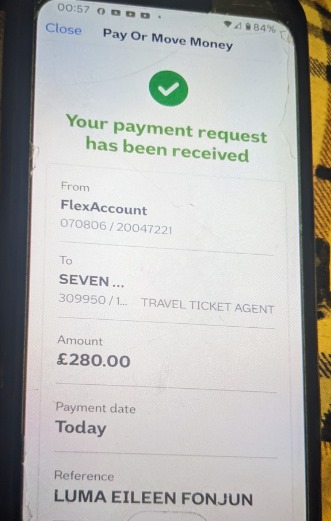 00:57
84%
Close
Pay Or Move Money
Your payment request
has been received
From
FlexAccount
070806 / 20047221
To
SEVEN ...
309950 / 1... TRAVEL TICKET AGENT
Amount
£280.00
Payment date
Today
Reference
LUMA EILEEN FONJUN